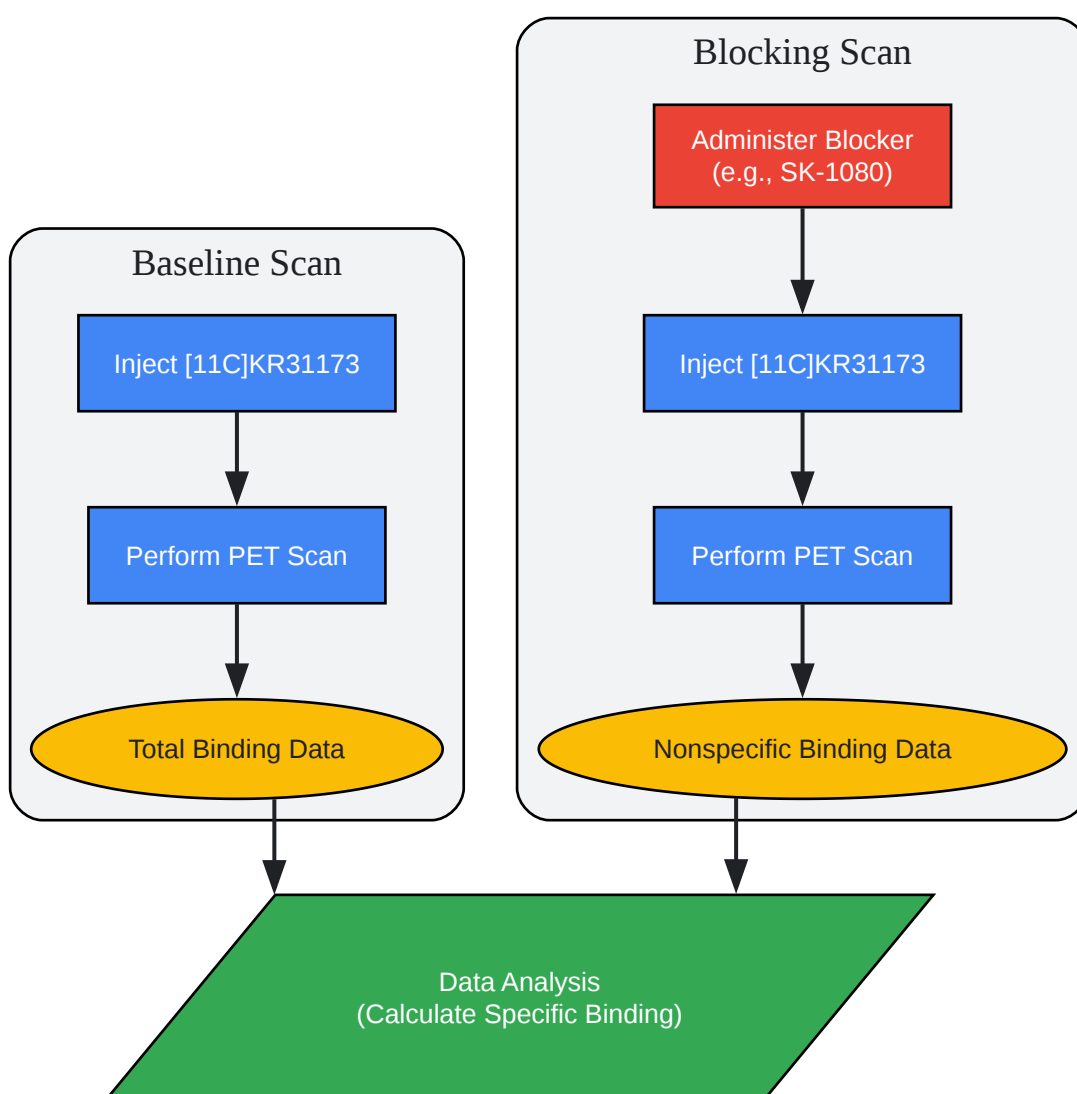 Baseline Scan
Inject [11C]KR31173
Perform PET Scan
Total Binding Data
Blocking Scan
Administer Blocker
(e.g., SK-1080)
Inject [11C]KR31173
Perform PET Scan
Nonspecific Binding Data
Data Analysis
(Calculate Specific Binding)